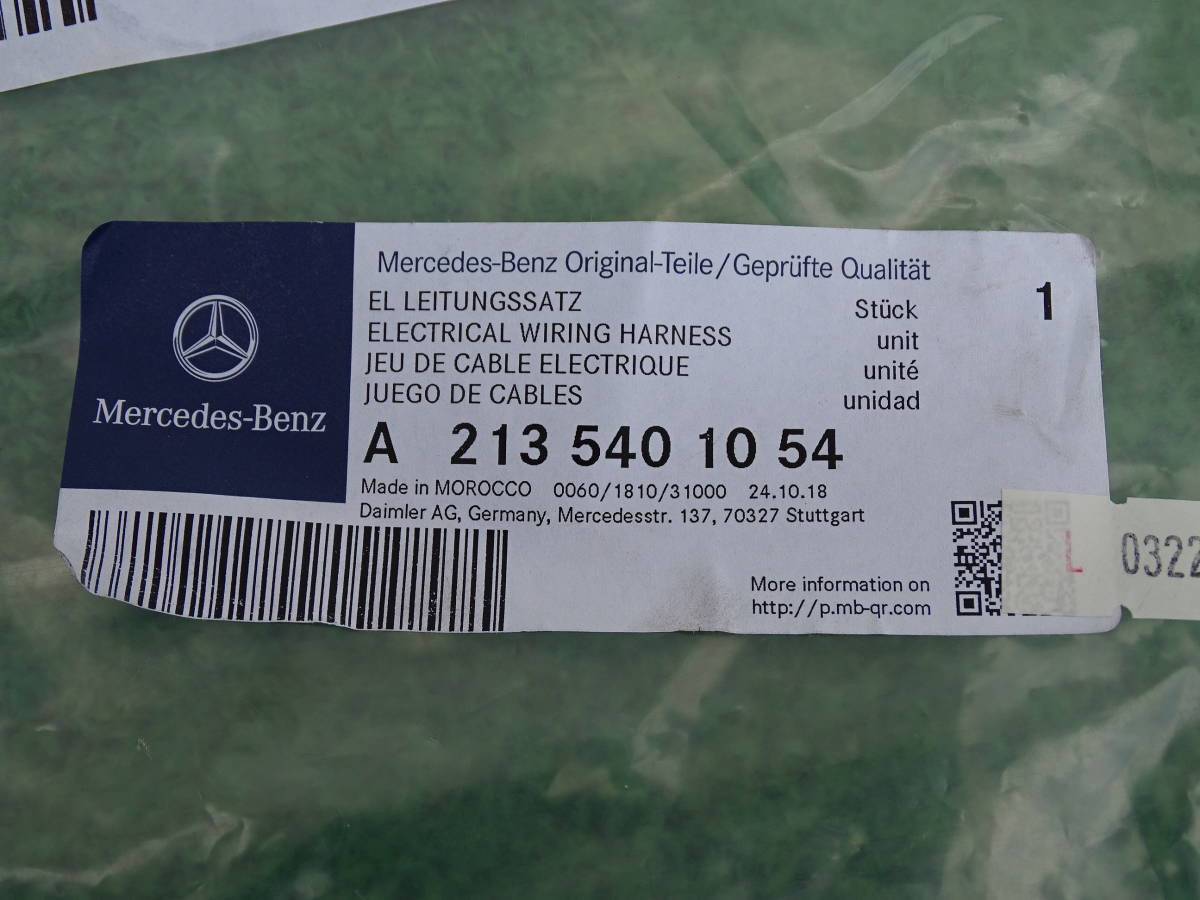 Mercedes-Benz
Mercedes-Benz Original-Teile/Geprüfte Qualität
EL LEITUNGSSATZ Stück 1
ELECTRICAL WIRING HARNESS unit
JEU DE CABLE ELECTRIQUE unité
JUEGO DE CABLES unidad
A 213 540 10 54
Made in MOROCCO 0060/1810/31000 24.10.18
Daimler AG, Germany, Mercedesstr. 137, 70327 Stuttgart
More information on
http://p.mb-qr.com
L 0322